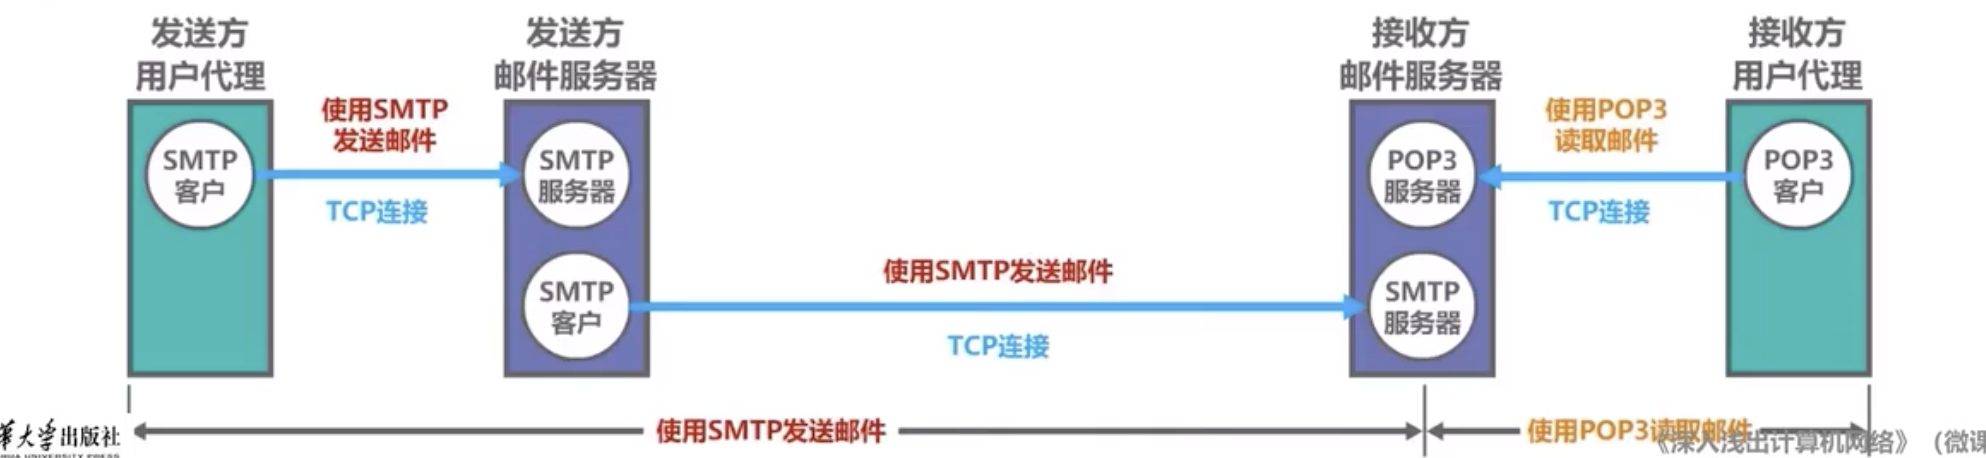 发送方
用户代理
发送方
邮件服务器
接收方
邮件服务器
接收方
用户代理
使用SMTP
发送邮件
使用POP3
读取邮件
SMTP
客户
SMTP
服务器
POP3
服务器
POP3
客户
TCP连接
TCP连接
使用SMTP发送邮件
SMTP
客户
SMTP
服务器
TCP连接
使用SMTP发送邮件
使用POP3读取邮件
华大学出版社
HUA UNIVERSITY PRESS
《深入浅出计算机网络》（微课